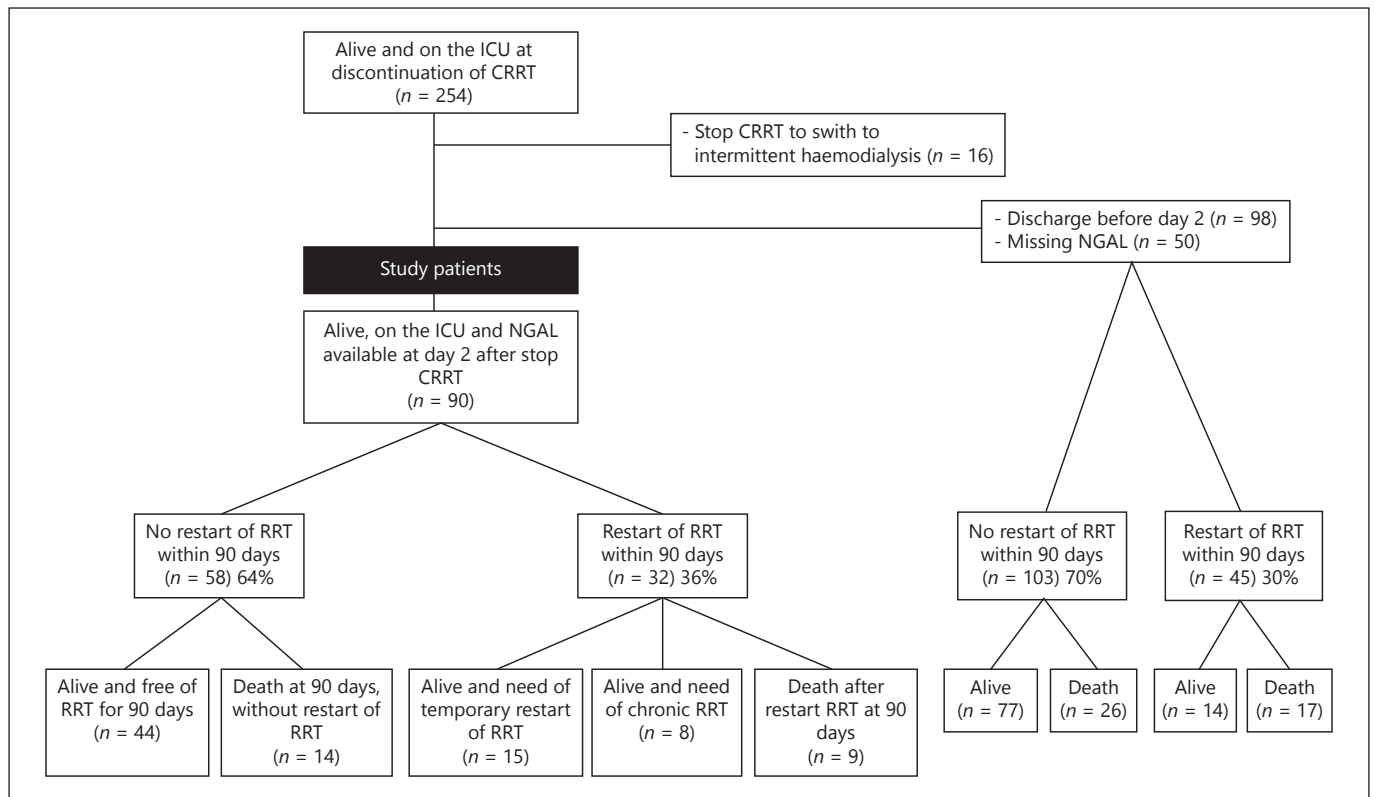 Alive and on the ICU at
discontinuation of CRRT
(n = 254)
- Stop CRRT to swith to
intermittent haemodialysis (n = 16)
- Discharge before day 2 (n = 98)
- Missing NGAL (n = 50)
Study patients
Alive, on the ICU and NGAL
available at day 2 after stop
CRRT
(n = 90)
No restart of RRT
within 90 days
(n = 58) 64%
Restart of RRT
within 90 days
(n = 32) 36%
No restart of RRT
within 90 days
(n = 103) 70%
Restart of RRT
within 90 days
(n = 45) 30%
Alive and free of
RRT for 90 days
(n = 44)
Death at 90 days,
without restart of
RRT
(n = 14)
Alive and need of
temporary restart
of RRT
(n = 15)
Alive and need
of chronic RRT
(n = 8)
Death after
restart RRT at 90
days
(n = 9)
Alive
(n = 77)
Death
(n = 26)
Alive
(n = 14)
Death
(n = 17)